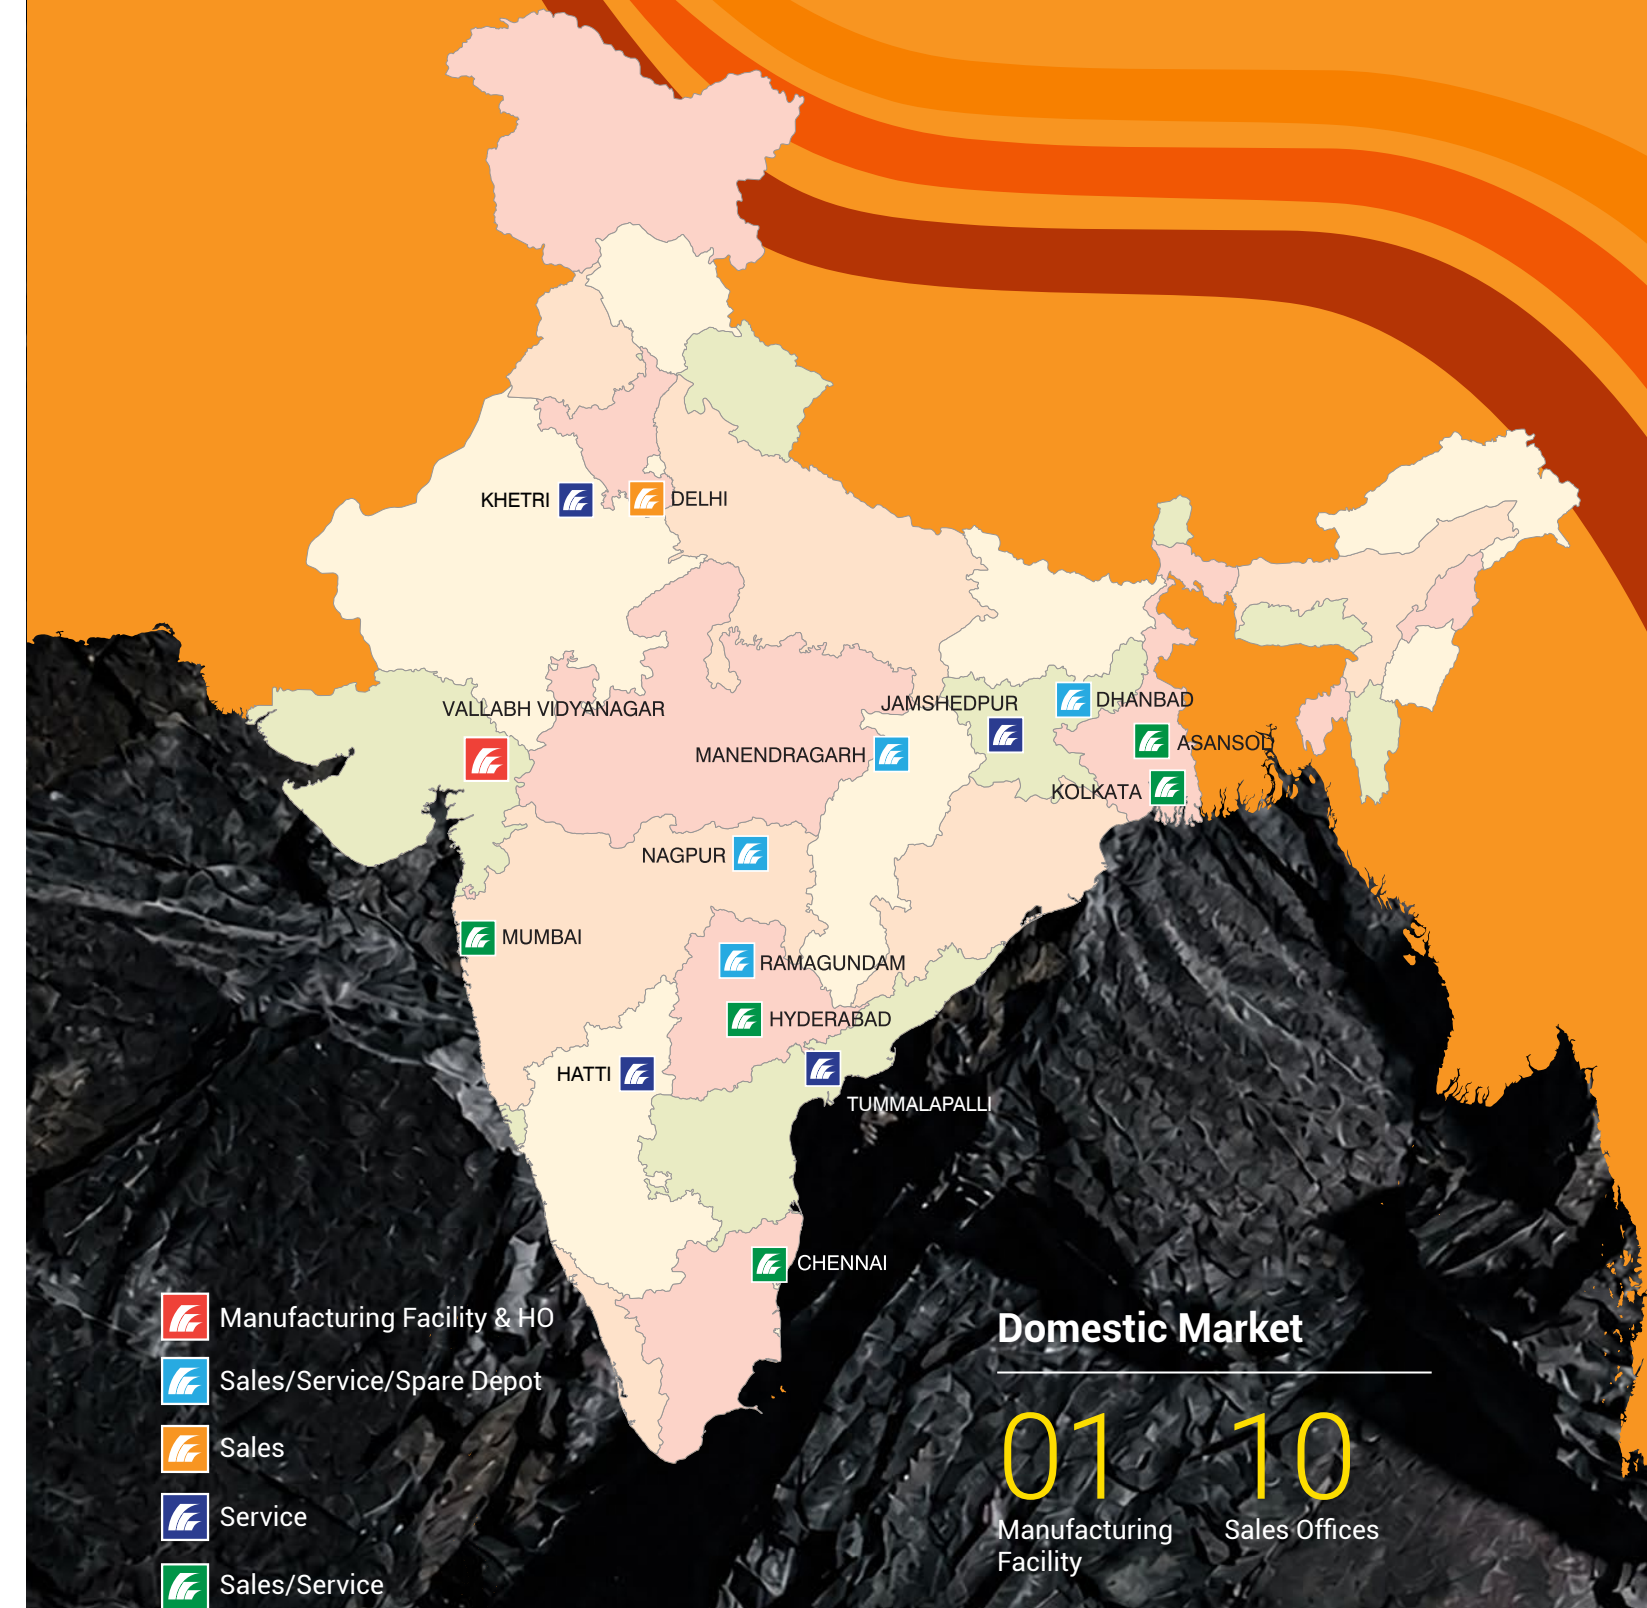 KHETRI
DELHI
VALLABH VIDYANAGAR
JAMSHEDPUR
DHANBAD
MANENDRAGARH
ASANSOD
KOLKATA
NAGPUR
MUMBAI
RAMAGUNDAM
HYDERABAD
HATTI
TUMMALAPALLI
CHENNAI
Manufacturing Facility & HO
Sales/Service/Spare Depot
Sales
Service
Sales/Service
Domestic Market
01 10
Manufacturing Sales Offices
Facility